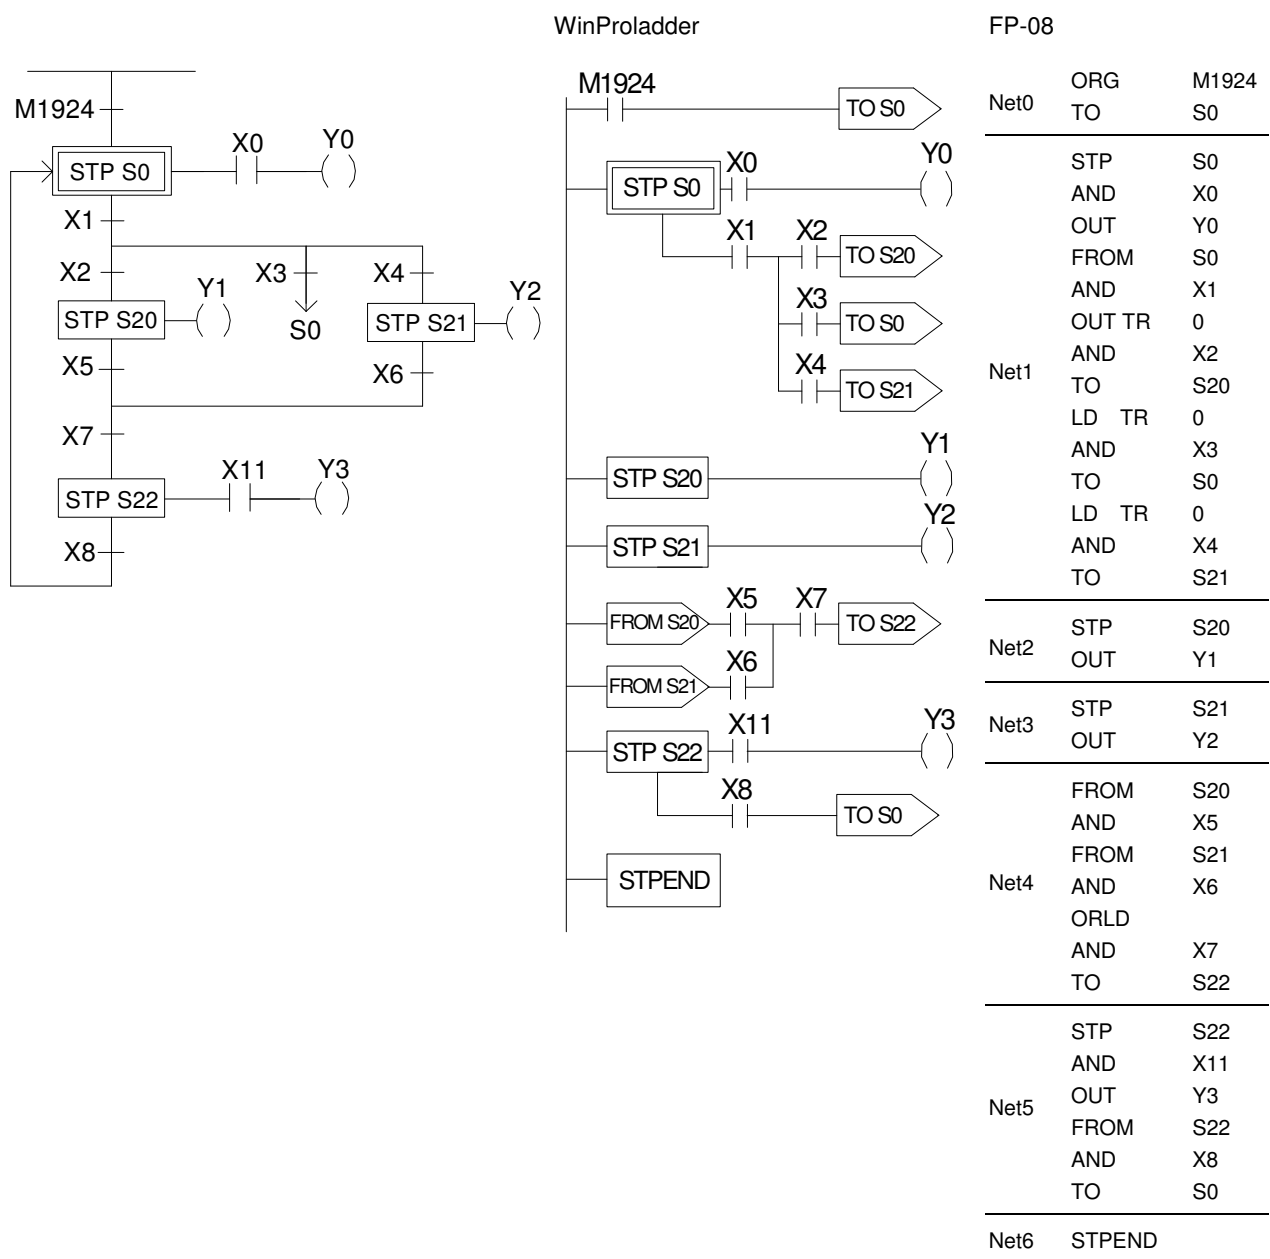 WinProladder
FP-08
M1924
STP S0
X0
Y0
X1
X2
X3
X4
STP S20
Y1
S0
STP S21
Y2
X5
X6
X7
STP S22
X11
Y3
X8
M1924
TO S0
STP S0
X0
Y0
X1
X2
TO S20
X3
TO S0
X4
TO S21
STP S20
Y1
STP S21
Y2
FROM S20
X5
X7
TO S22
FROM S21
X6
STP S22
X11
Y3
X8
TO S0
STPEND
Net0
ORG M1924
TO S0
Net1
STP S0
AND X0
OUT Y0
FROM S0
AND X1
OUT TR 0
AND X2
TO S20
LD TR 0
AND X3
TO S0
LD TR 0
AND X4
TO S21
Net2
STP S20
OUT Y1
Net3
STP S21
OUT Y2
Net4
FROM S20
AND X5
FROM S21
AND X6
ORLD
AND X7
TO S22
Net5
STP S22
AND X11
OUT Y3
FROM S22
AND X8
TO S0
Net6 STPEND